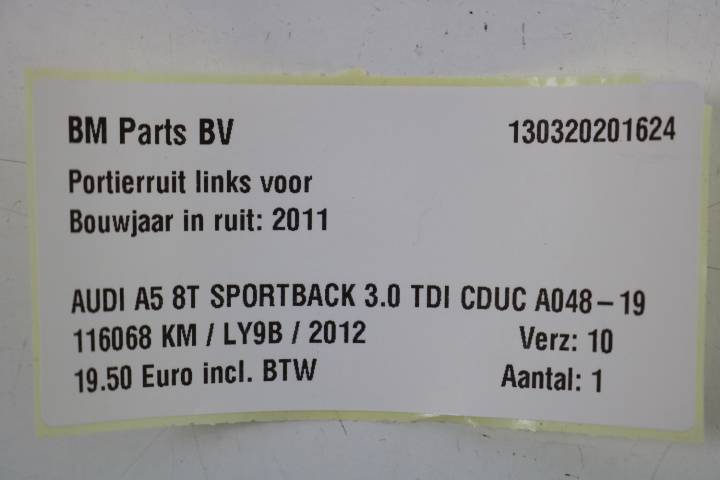 BM Parts BV 130320201624
Portierruit links voor
Bouwjaar in ruit: 2011
AUDI A5 8T SPORTBACK 3.0 TDI CDUC A048-19
116068 KM / LY9B / 2012 Verz: 10
19.50 Euro incl. BTW Aantal: 1